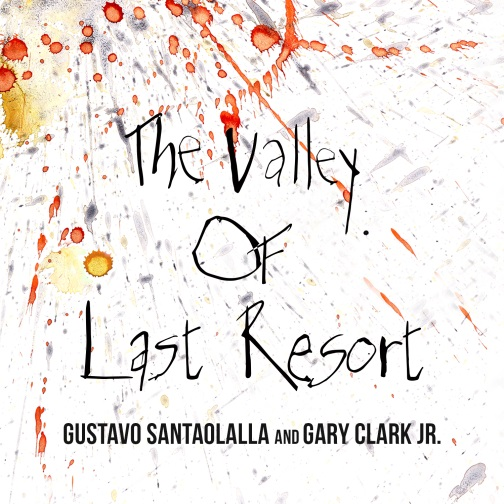 The Valley
Of
Last Resort
GUSTAVO SANTAOLALLA AND GARY CLARK JR.